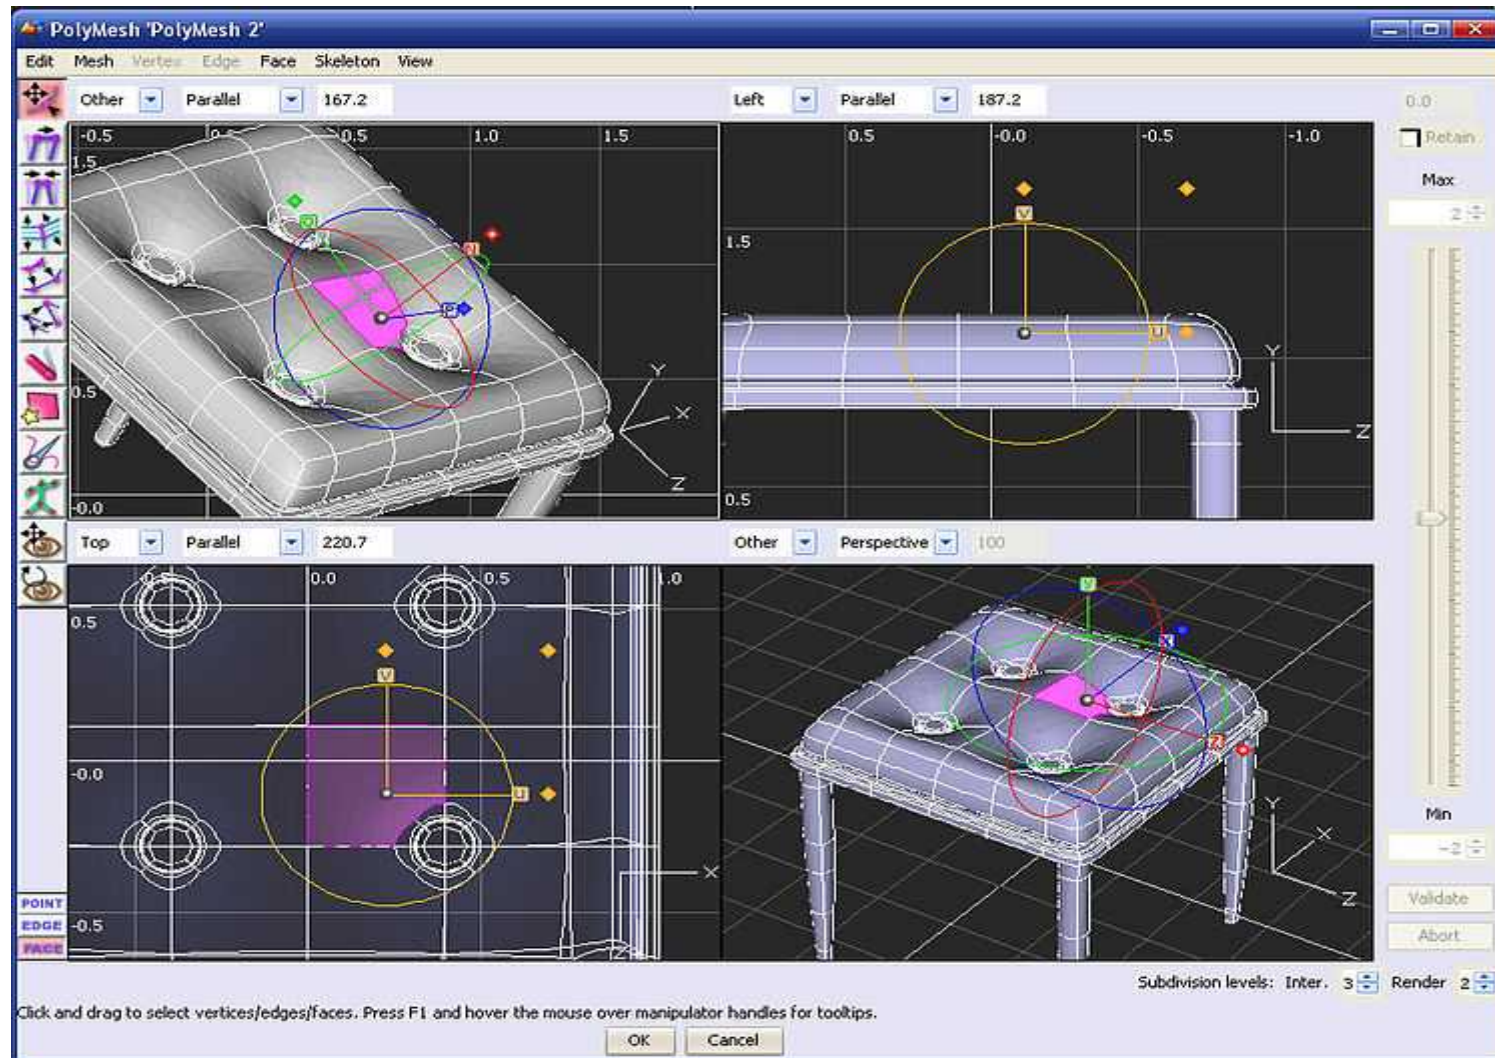 PolyMesh 'PolyMesh 2'
Edit Mesh Vertex Edge Face Skeleton View
Other Parallel 167.2
Left Parallel 187.2
0.0
Retain
Max
2
-0.5 0.5 1.0 1.5
1.5
0.5
-0.0
N
P
Y
X
Z
0.5 -0.0 -0.5 -1.0
1.5
0.5
V
U
Y
Z
Top Parallel 220.7
Other Perspective 100
0.0 0.5 1.0
0.5
-0.0
-0.5
V
U
X
Z
Y
X
Z
Y
X
Z
Min
-2
Validate
Abort
POINT
EDGE
FACE
Subdivision levels: Inter. 3 Render 2
Click and drag to select vertices/edges/faces. Press F1 and hover the mouse over manipulator handles for tooltips.
OK Cancel